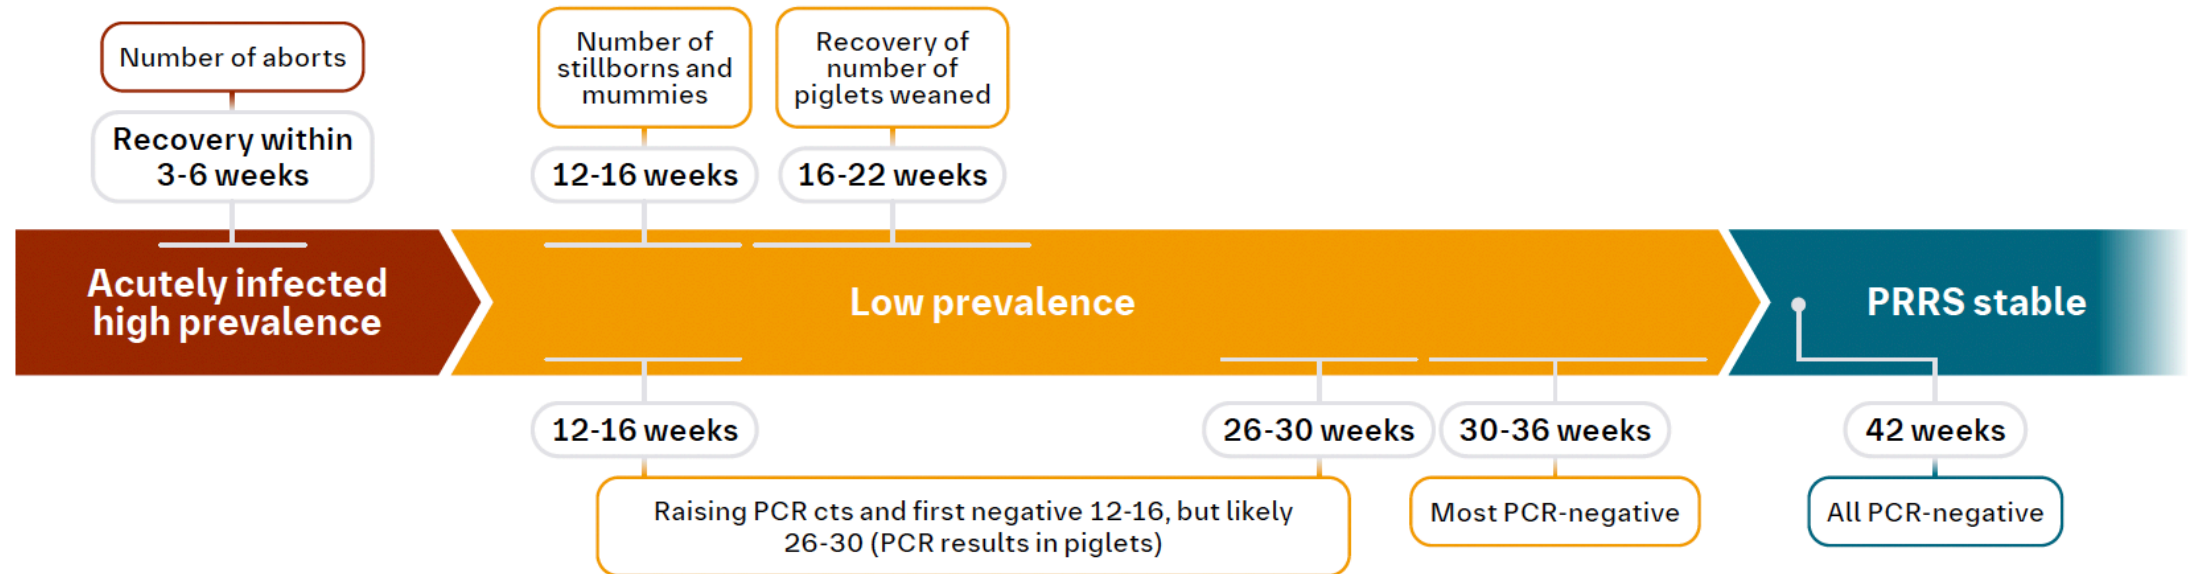 Number of aborts
Recovery within
3-6 weeks
Number of
stillborns and
mummies
12-16 weeks
Recovery of
number of
piglets weaned
16-22 weeks
Acutely infected
high prevalence
Low prevalence
PRRS stable
12-16 weeks
26-30 weeks
Raising PCR cts and first negative 12-16, but likely
26-30 (PCR results in piglets)
30-36 weeks
Most PCR-negative
42 weeks
All PCR-negative